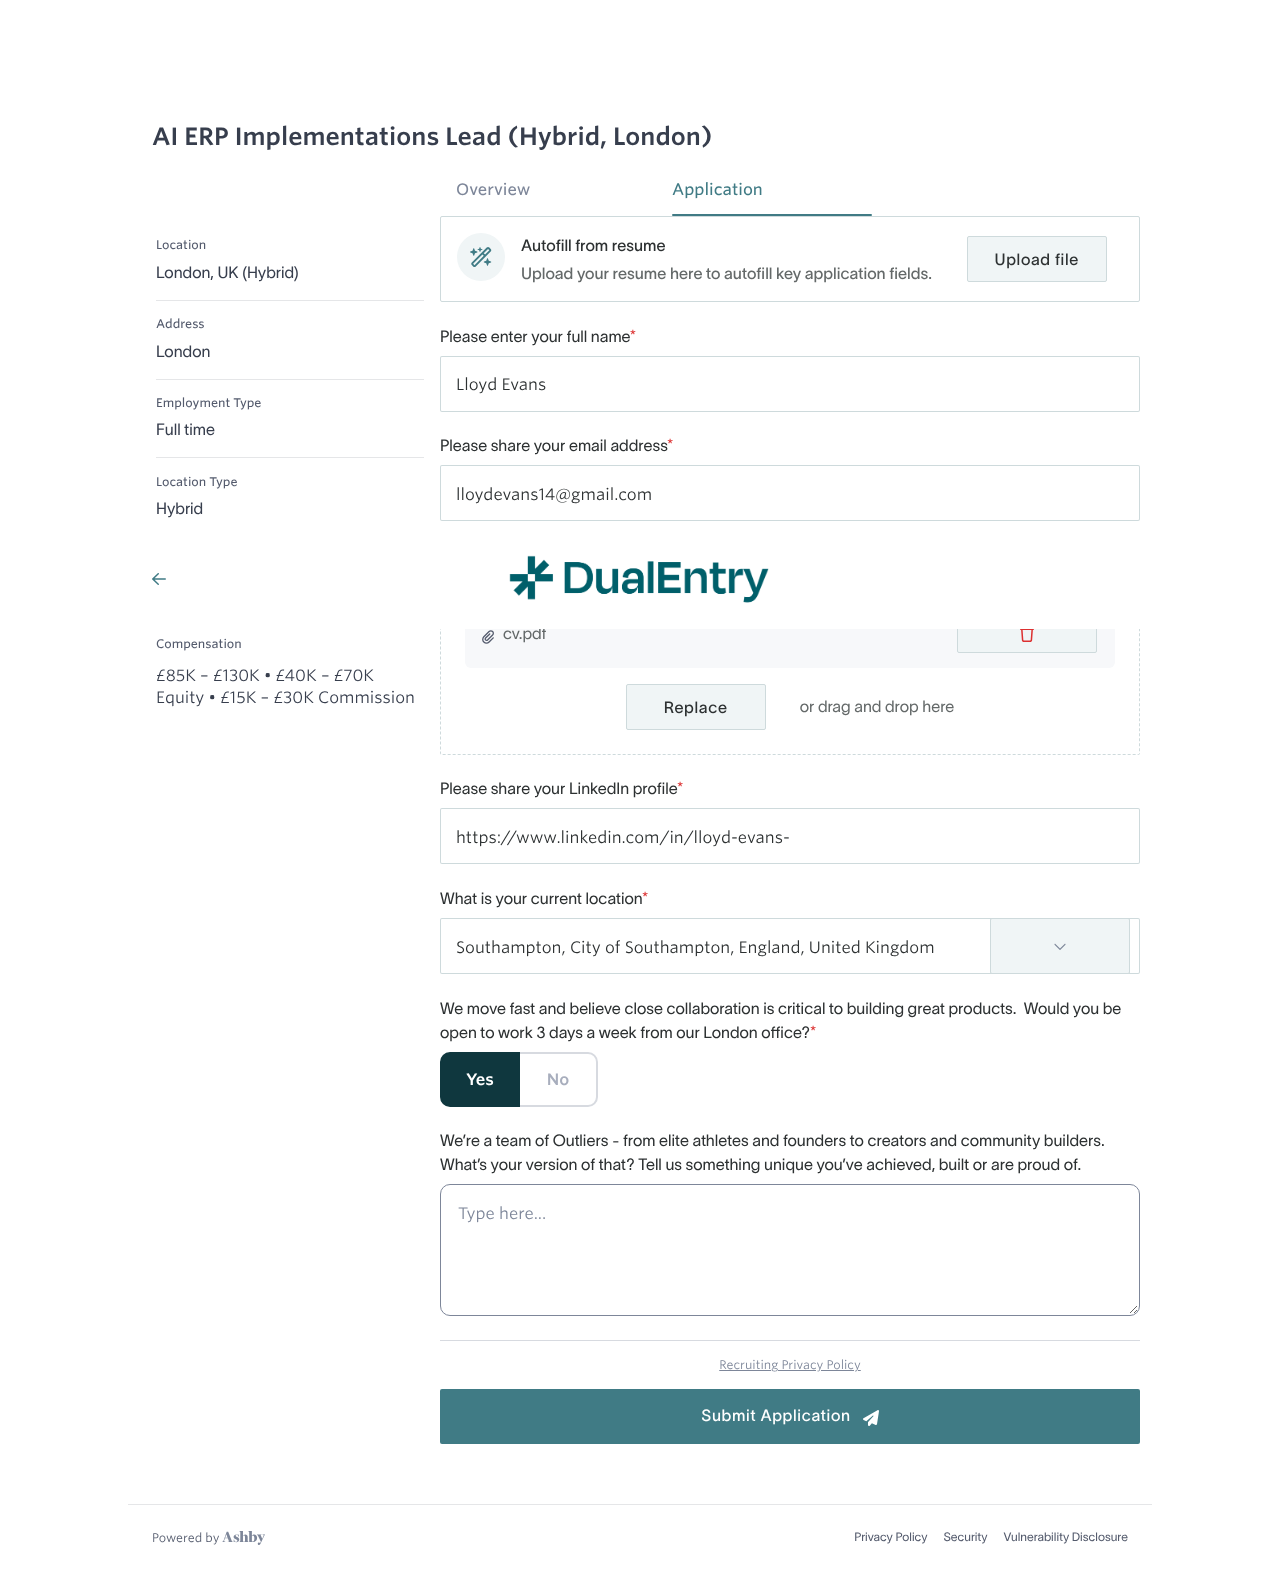 AI ERP Implementations Lead (Hybrid, London)
Overview
Application
Location
London, UK (Hybrid)
Address
London
Employment Type
Full time
Location Type
Hybrid
Autofill from resume
Upload your resume here to autofill key application fields.
Upload file
Please enter your full name*
Lloyd Evans
Please share your email address*
lloydevans14@gmail.com
DualEntry
Compensation
£85K – £130K • £40K – £70K
Equity • £15K – £30K Commission
cv.pdf
Replace
or drag and drop here
Please share your LinkedIn profile*
https://www.linkedin.com/in/lloyd-evans-
What is your current location*
Southampton, City of Southampton, England, United Kingdom
We move fast and believe close collaboration is critical to building great products.  Would you be
open to work 3 days a week from our London office?*
Yes
No
We’re a team of Outliers - from elite athletes and founders to creators and community builders.
What’s your version of that? Tell us something unique you’ve achieved, built or are proud of.
Type here...
Recruiting Privacy Policy
Submit Application
Powered by Ashby
Privacy Policy
Security
Vulnerability Disclosure